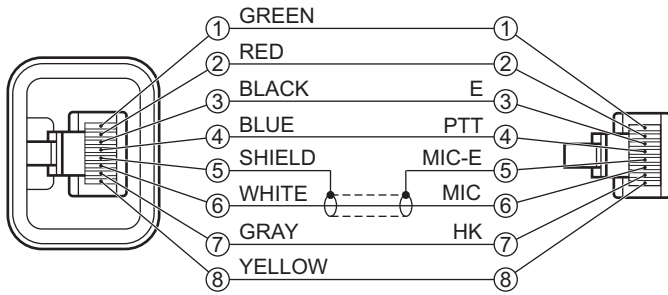 ① GREEN ①
② RED ②
③ BLACK E ③
④ BLUE PTT ④
⑤ SHIELD MIC-E ⑤
⑥ WHITE MIC ⑥
⑦ GRAY HK ⑦
⑧ YELLOW ⑧